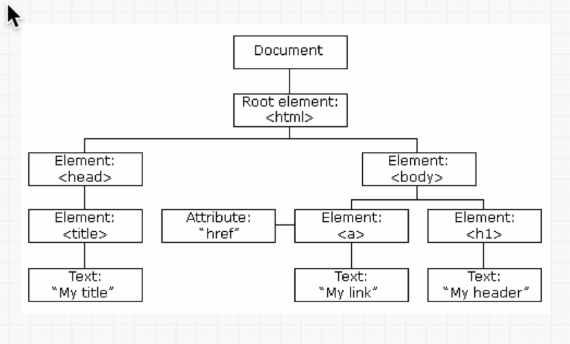 Document
Root element:
<html>
Element:
<head>
Element:
<body>
Element:
<title>
Attribute:
“href”
Element:
<a>
Element:
<h1>
Text:
“My title”
Text:
“My link”
Text:
“My header”